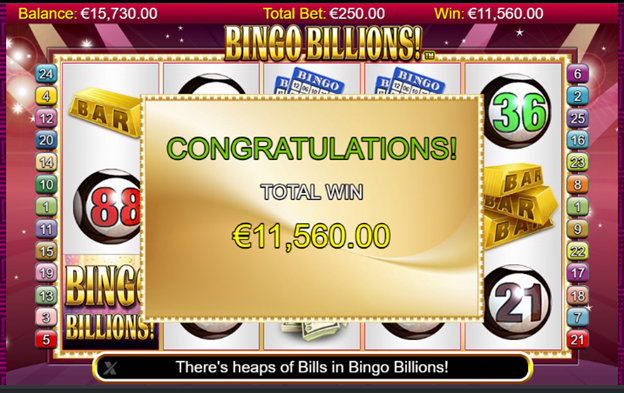 Balance: €15,730.00 Total Bet: €250.00 Win: €11,560.00
BINGO BILLIONS!™
24 6
4 BAR BINGO BINGO 36 2
12 25
20 16
14 CONGRATULATIONS! 23
10 TOTAL WIN BAR 8
1 88 €11,560.00 BAR 1
11 BAR 9
15 22
19 BINGO 17
13 BILLIONS! 21 18
3 7
5 21
There's heaps of Bills in Bingo Billions!